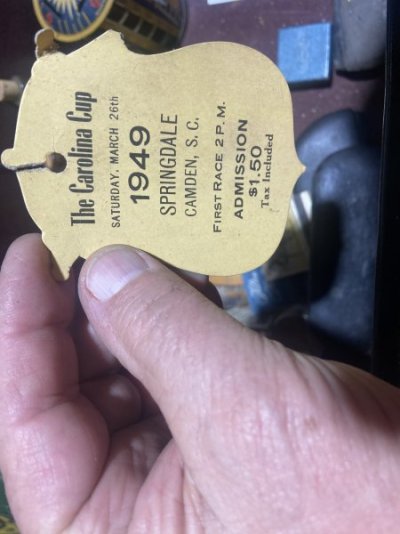 The Carolina Cup
SATURDAY, MARCH 26th
1949
SPRINGDALE
CAMDEN, S. C.
FIRST RACE 2 P. M.
ADMISSION
$1.50
Tax Included